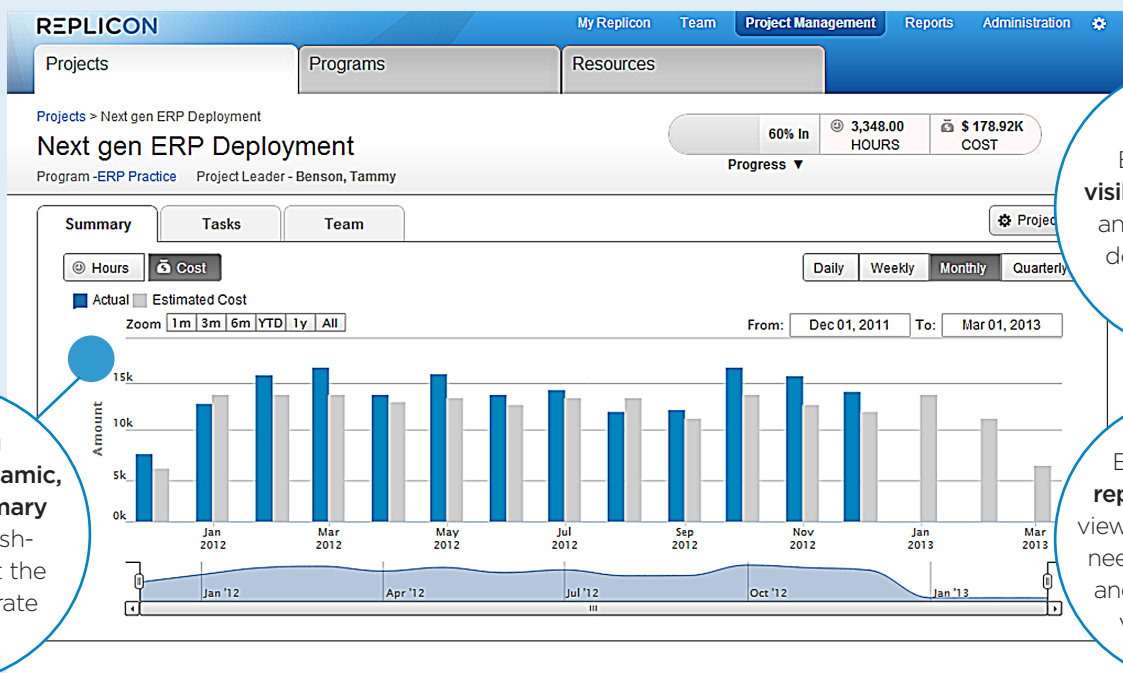 REPLICON
My Replicon Team Project Management Reports Administration
Projects Programs Resources
Projects > Next gen ERP Deployment
Next gen ERP Deployment
Program -ERP Practice Project Leader - Benson, Tammy
60% In
3,348.00
HOURS
$ 178.92K
COST
Progress ▼
Summary Tasks Team
Hours Cost
Daily Weekly Monthly Quarterly
Actual Estimated Cost
Zoom 1m 3m 6m YTD 1y All
From: Dec 01, 2011 To: Mar 01, 2013
Amount
15k
10k
5k
0k
Jan 2012
Mar 2012
May 2012
Jul 2012
Sep 2012
Nov 2012
Jan 2013
Mar 2013
Jan '12 Apr '12 Jul '12 Oct '12 Jan '13